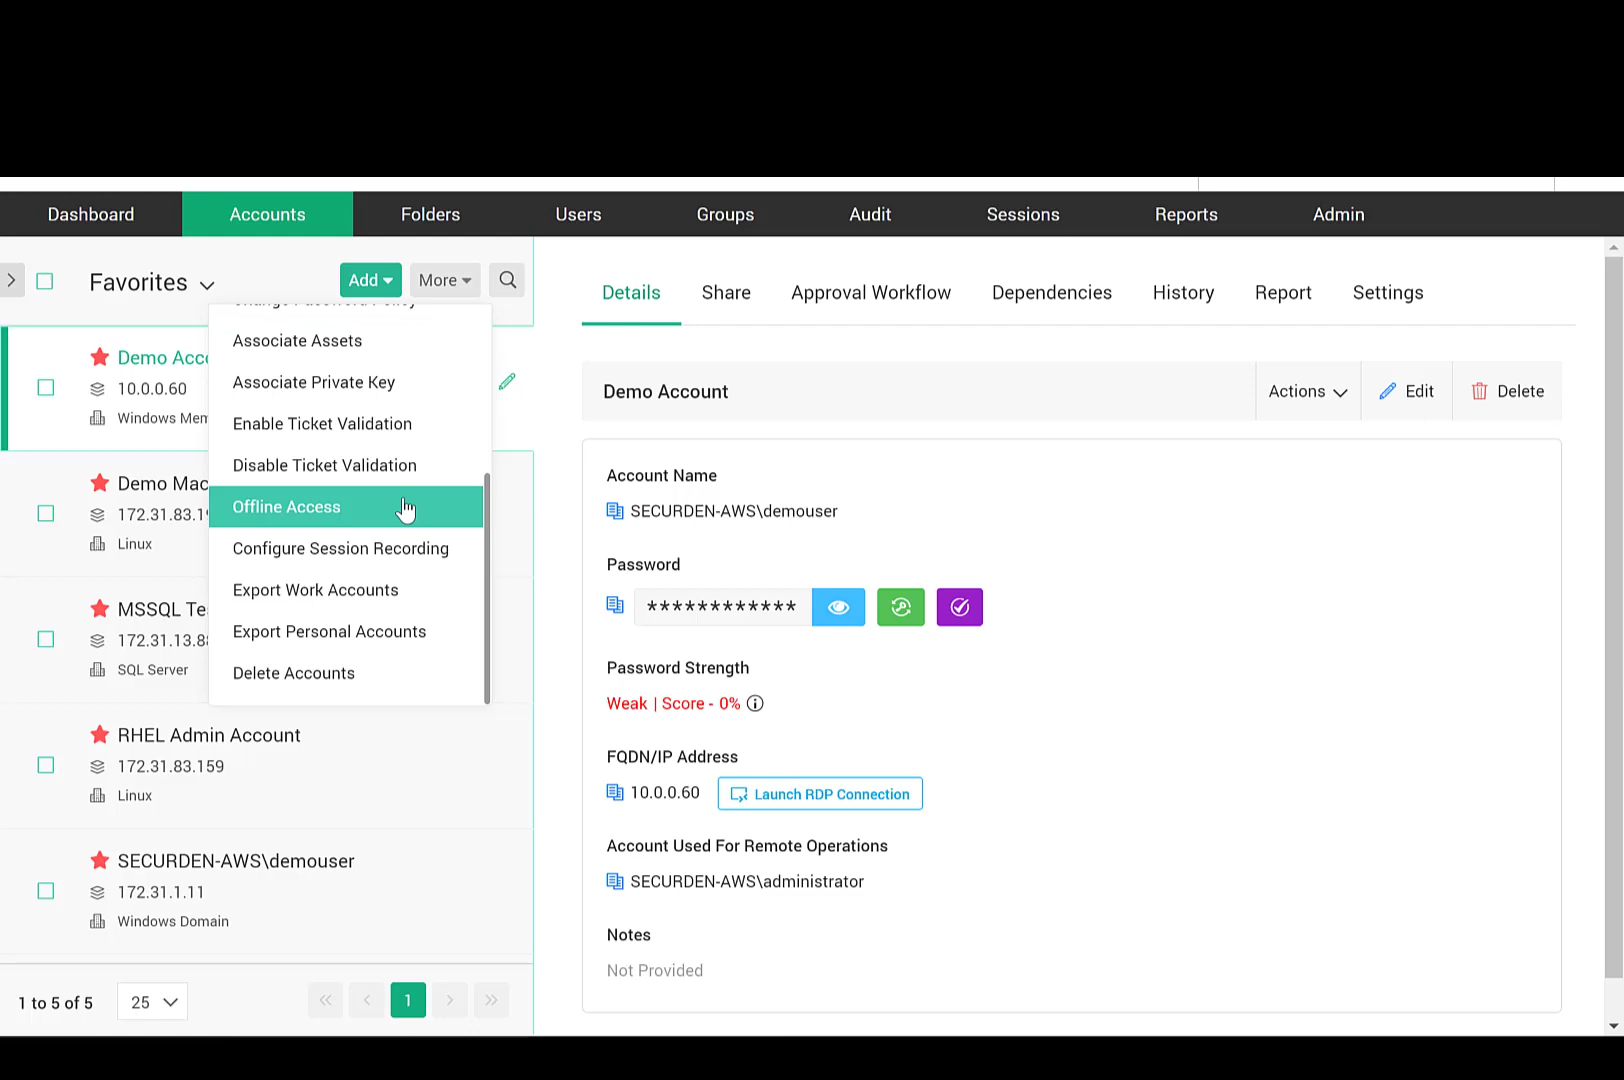 Dashboard
Accounts
Folders
Users
Groups
Audit
Sessions
Reports
Admin
Favorites
Add
More
Change Password Policy
Associate Assets
Associate Private Key
Enable Ticket Validation
Disable Ticket Validation
Offline Access
Configure Session Recording
Export Work Accounts
Export Personal Accounts
Delete Accounts
Demo Acco
10.0.0.60
Windows Mem
Demo Mac
172.31.83.1
Linux
MSSQL Te
172.31.13.8
SQL Server
RHEL Admin Account
172.31.83.159
Linux
SECURDEN-AWS\demouser
172.31.1.11
Windows Domain
1 to 5 of 5
25
1
Details
Share
Approval Workflow
Dependencies
History
Report
Settings
Demo Account
Actions
Edit
Delete
Account Name
SECURDEN-AWS\demouser
Password
************
Password Strength
Weak | Score - 0%
FQDN/IP Address
10.0.0.60
Launch RDP Connection
Account Used For Remote Operations
SECURDEN-AWS\administrator
Notes
Not Provided